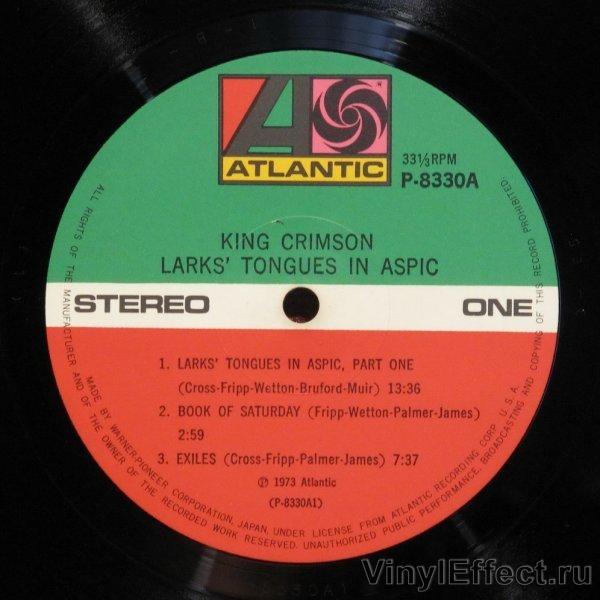 ATLANTIC
33⅓RPM
P-8330A
KING CRIMSON
LARKS' TONGUES IN ASPIC
STEREO
ONE
1. LARKS' TONGUES IN ASPIC, PART ONE
(Cross-Fripp-Wetton-Bruford-Muir) 13:36
2. BOOK OF SATURDAY (Fripp-Wetton-Palmer-James)
2:59
3. EXILES (Cross-Fripp-Palmer-James) 7:37
℗ 1973 Atlantic
(P-8330A1)
MADE BY WARNER-PIONEER CORPORATION, JAPAN, UNDER LICENSE FROM ATLANTIC RECORDING CORP. U.S.A.
ALL RIGHTS OF THE MANUFACTURER AND OF THE OWNER OF THE RECORDED WORK RESERVED. UNAUTHORIZED PUBLIC PERFORMANCE, BROADCASTING AND COPYING OF THIS RECORD PROHIBITED.
VinylEffect.ru